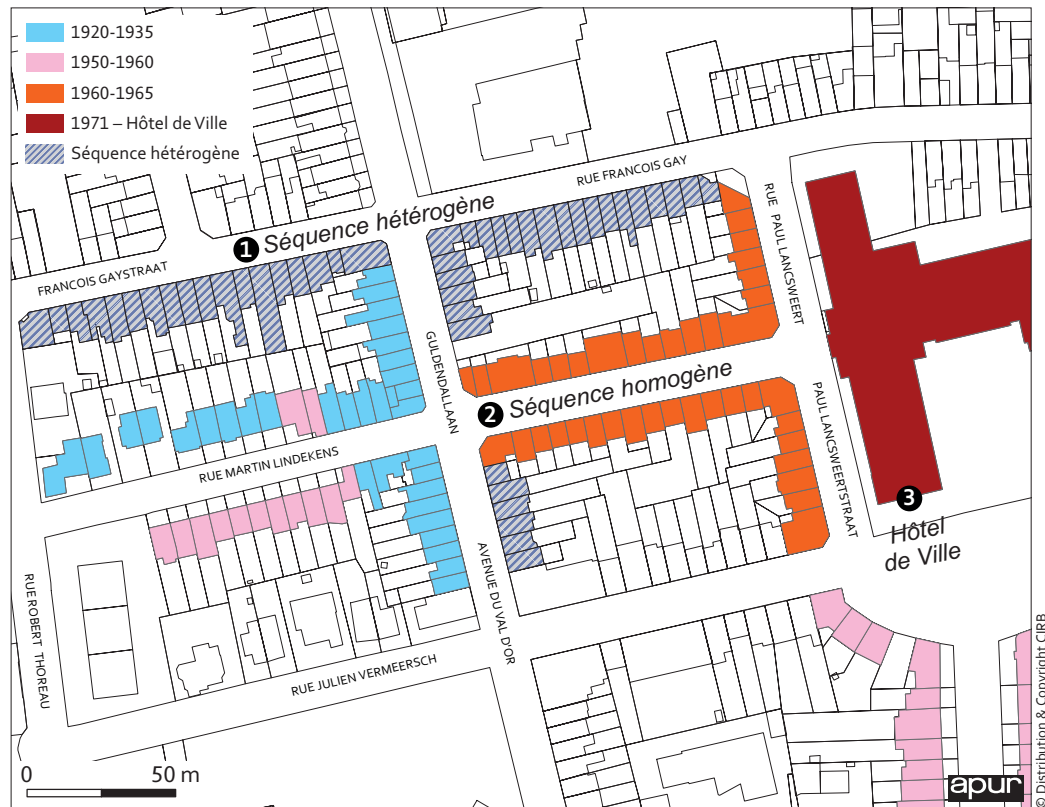 1920-1935
1950-1960
1960-1965
1971 – Hôtel de Ville
Séquence hétérogène
RUE FRANCOIS GAY
1 Séquence hétérogène
FRANCOIS GAYSTRAAT
RUE PAUL LANCSWEERT
GULDENDALLAAN
2 Séquence homogène
RUE MARTIN LINDEKENS
PAUL LANCSWEERTSTRAAT
3
Hôtel
de Ville
AVENUE DU VAL D'OR
RUE ROBERT THOREAU
RUE JULIEN VERMEERSCH
0 50 m
apur
© Distribution & Copyright CIRB